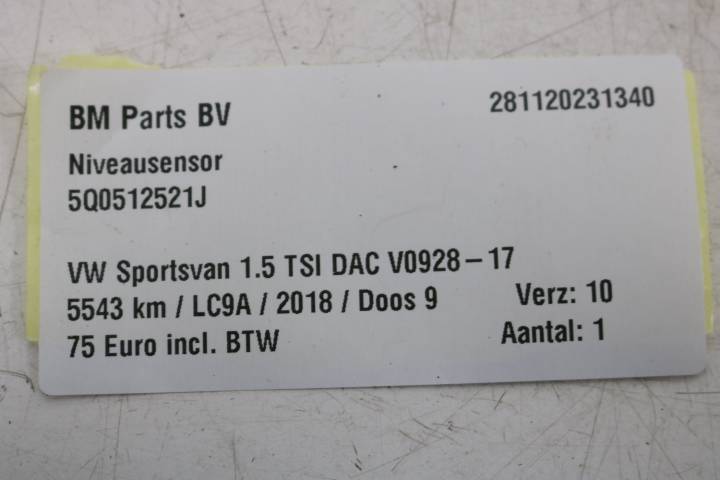 BM Parts BV 281120231340
Niveausensor
5Q0512521J
VW Sportsvan 1.5 TSI DAC V0928-17
5543 km / LC9A / 2018 / Doos 9 Verz: 10
75 Euro incl. BTW Aantal: 1